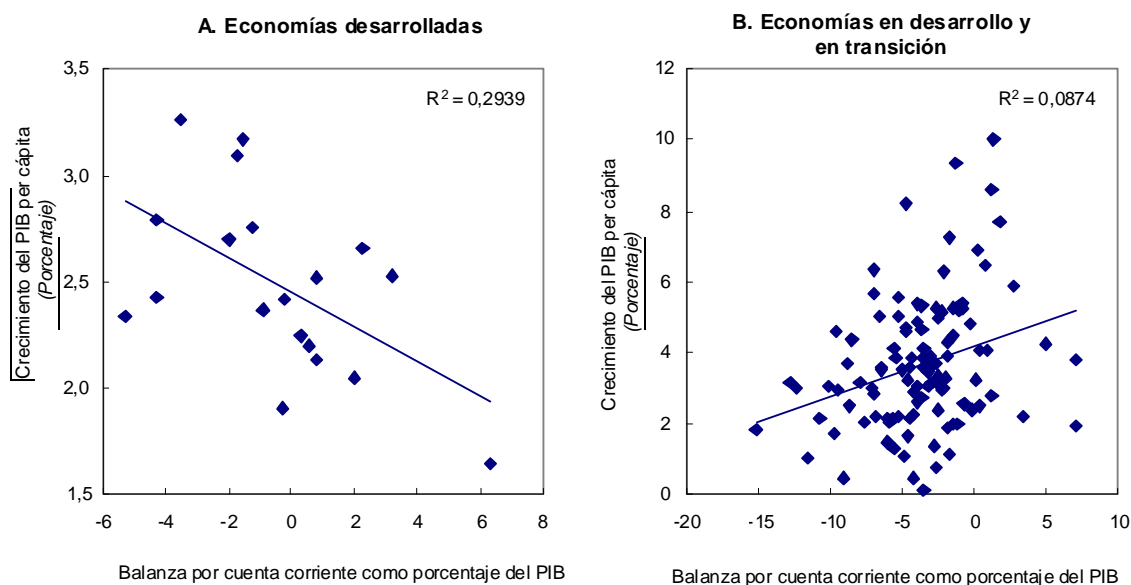 A. Economías desarrolladas
3,5
3,0
2,5
2,0
1,5
R² = 0,2939
Crecimiento del PIB per cápita
(Porcentaje)
-6 -4 -2 0 2 4 6 8
Balanza por cuenta corriente como porcentaje del PIB
B. Economías en desarrollo y
en transición
12
10
8
6
4
2
0
R² = 0,0874
Crecimiento del PIB per cápita
(Porcentaje)
-20 -15 -10 -5 0 5 10
Balanza por cuenta corriente como porcentaje del PIB